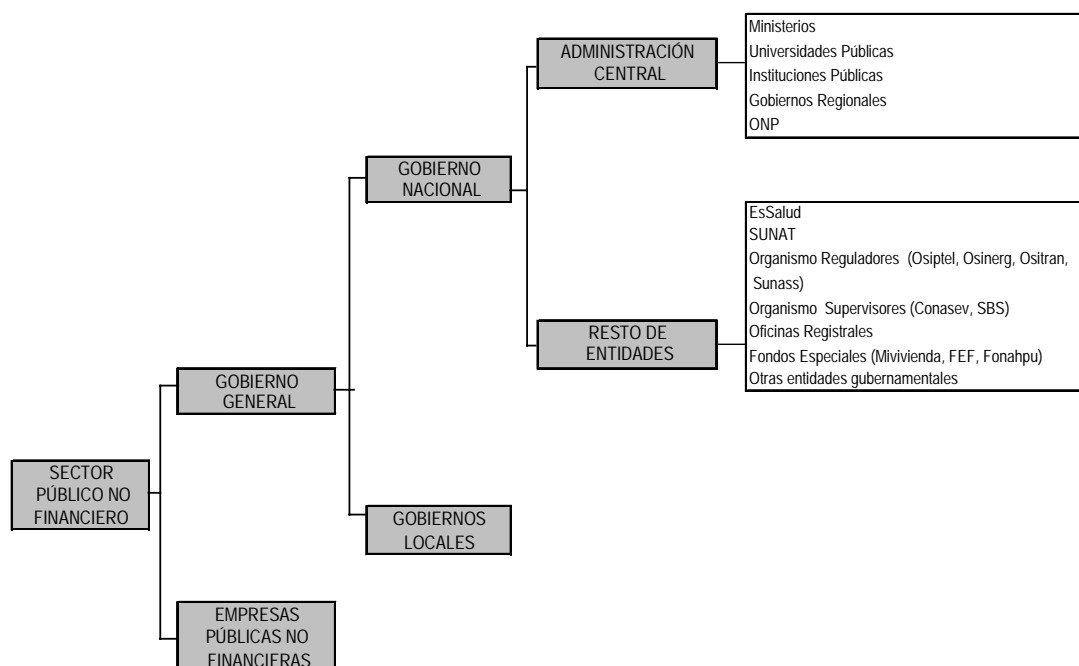 ADMINISTRACIÓN
CENTRAL
Ministerios
Universidades Públicas
Instituciones Públicas
Gobiernos Regionales
ONP
GOBIERNO
NACIONAL
EsSalud
SUNAT
Organismo Reguladores (Osiptel, Osinerg, Ositran,
Sunass)
Organismo Supervisores (Conasev, SBS)
Oficinas Registrales
Fondos Especiales (Mivivienda, FEF, Fonahpu)
Otras entidades gubernamentales
RESTO DE
ENTIDADES
GOBIERNO
GENERAL
SECTOR
PÚBLICO NO
FINANCIERO
GOBIERNOS
LOCALES
EMPRESAS
PÚBLICAS NO
FINANCIERAS